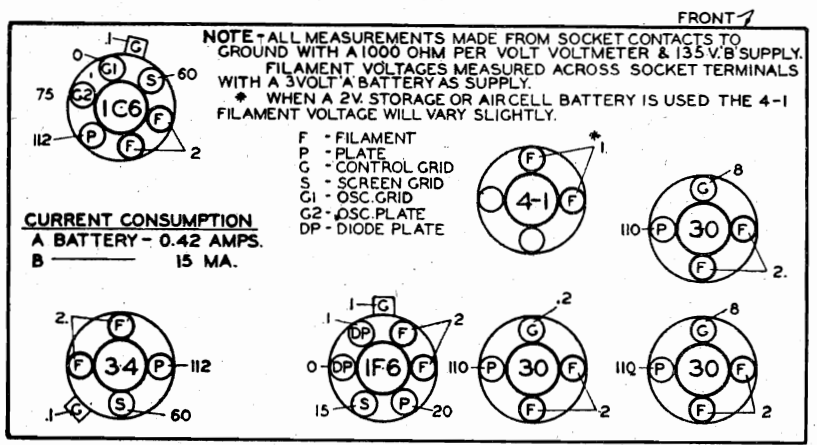 FRONT
NOTE-ALL MEASUREMENTS MADE FROM SOCKET CONTACTS TO
GROUND WITH A 1000 OHM PER VOLT VOLTMETER & 135 V.'B' SUPPLY.
FILAMENT VOLTAGES MEASURED ACROSS SOCKET TERMINALS
WITH A 3 VOLT 'A' BATTERY AS SUPPLY.
* WHEN A 2V. STORAGE OR AIRCELL BATTERY IS USED THE 4-1
FILAMENT VOLTAGE WILL VARY SLIGHTLY.
.1 G
0 G1 S 60
75 G2 1C6 F
112 P F 2
F - FILAMENT
P - PLATE
G - CONTROL GRID
S - SCREEN GRID
G1 - OSC. GRID
G2 - OSC. PLATE
DP - DIODE PLATE
*
F 1.
4-1 F
G 8
110 P 30 F
F 2.
CURRENT CONSUMPTION
A BATTERY - 0.42 AMPS.
B 15 MA.
2. F
F 34 P 112
.1 G S 60
.1 G
.1 DP F 2
0 DP 1F6 F
15 S P 20
G .2
110 P 30 F
F 2
G 8
110 P 30 F
F 2